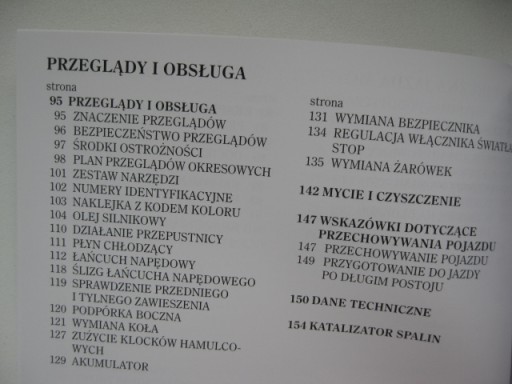 PRZEGLĄDY I OBSŁUGA
strona
95 PRZEGLĄDY I OBSŁUGA
95 ZNACZENIE PRZEGLĄDÓW
96 BEZPIECZEŃSTWO PRZEGLĄDÓW
97 ŚRODKI OSTROŻNOŚCI
98 PLAN PRZEGLĄDÓW OKRESOWYCH
101 ZESTAW NARZĘDZI
102 NUMERY IDENTYFIKACYJNE
103 NAKLEJKA Z KODEM KOLORU
104 OLEJ SILNIKOWY
110 DZIAŁANIE PRZEPUSTNICY
111 PŁYN CHŁODZĄCY
112 ŁAŃCUCH NAPĘDOWY
118 ŚLIZG ŁAŃCUCHA NAPĘDOWEGO
119 SPRAWDZENIE PRZEDNIEGO
I TYLNEGO ZAWIESZENIA
120 PODPÓRKA BOCZNA
121 WYMIANA KOŁA
127 ZUŻYCIE KLOCKÓW HAMULCO-
WYCH
129 AKUMULATOR
strona
131 WYMIANA BEZPIECZNIKA
134 REGULACJA WŁĄCZNIKA ŚWIATŁA
STOP
135 WYMIANA ŻARÓWEK
142 MYCIE I CZYSZCZENIE
147 WSKAZÓWKI DOTYCZĄCE
PRZECHOWYWANIA POJAZDU
147 PRZECHOWYWANIE POJAZDU
149 PRZYGOTOWANIE DO JAZDY
PO DŁUGIM POSTOJU
150 DANE TECHNICZNE
154 KATALIZATOR SPALIN